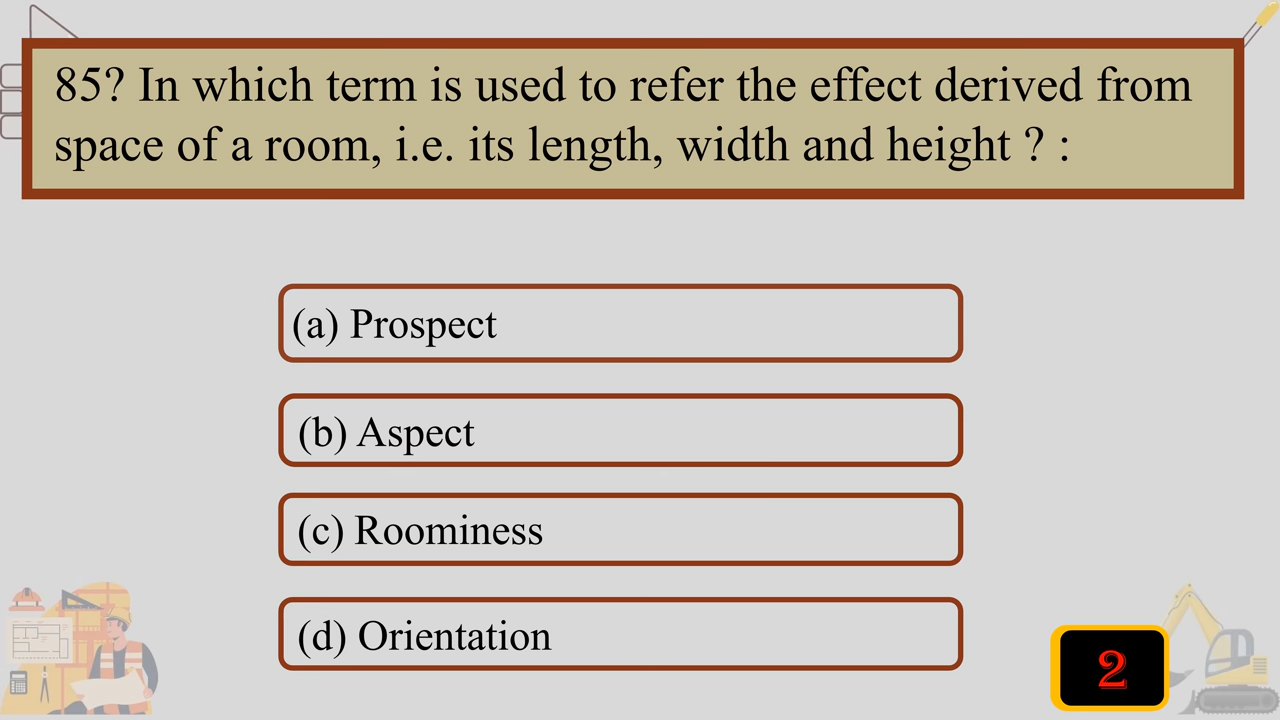 85? In which term is used to refer the effect derived from
space of a room, i.e. its length, width and height ? :
(a) Prospect
(b) Aspect
(c) Roominess
(d) Orientation
2